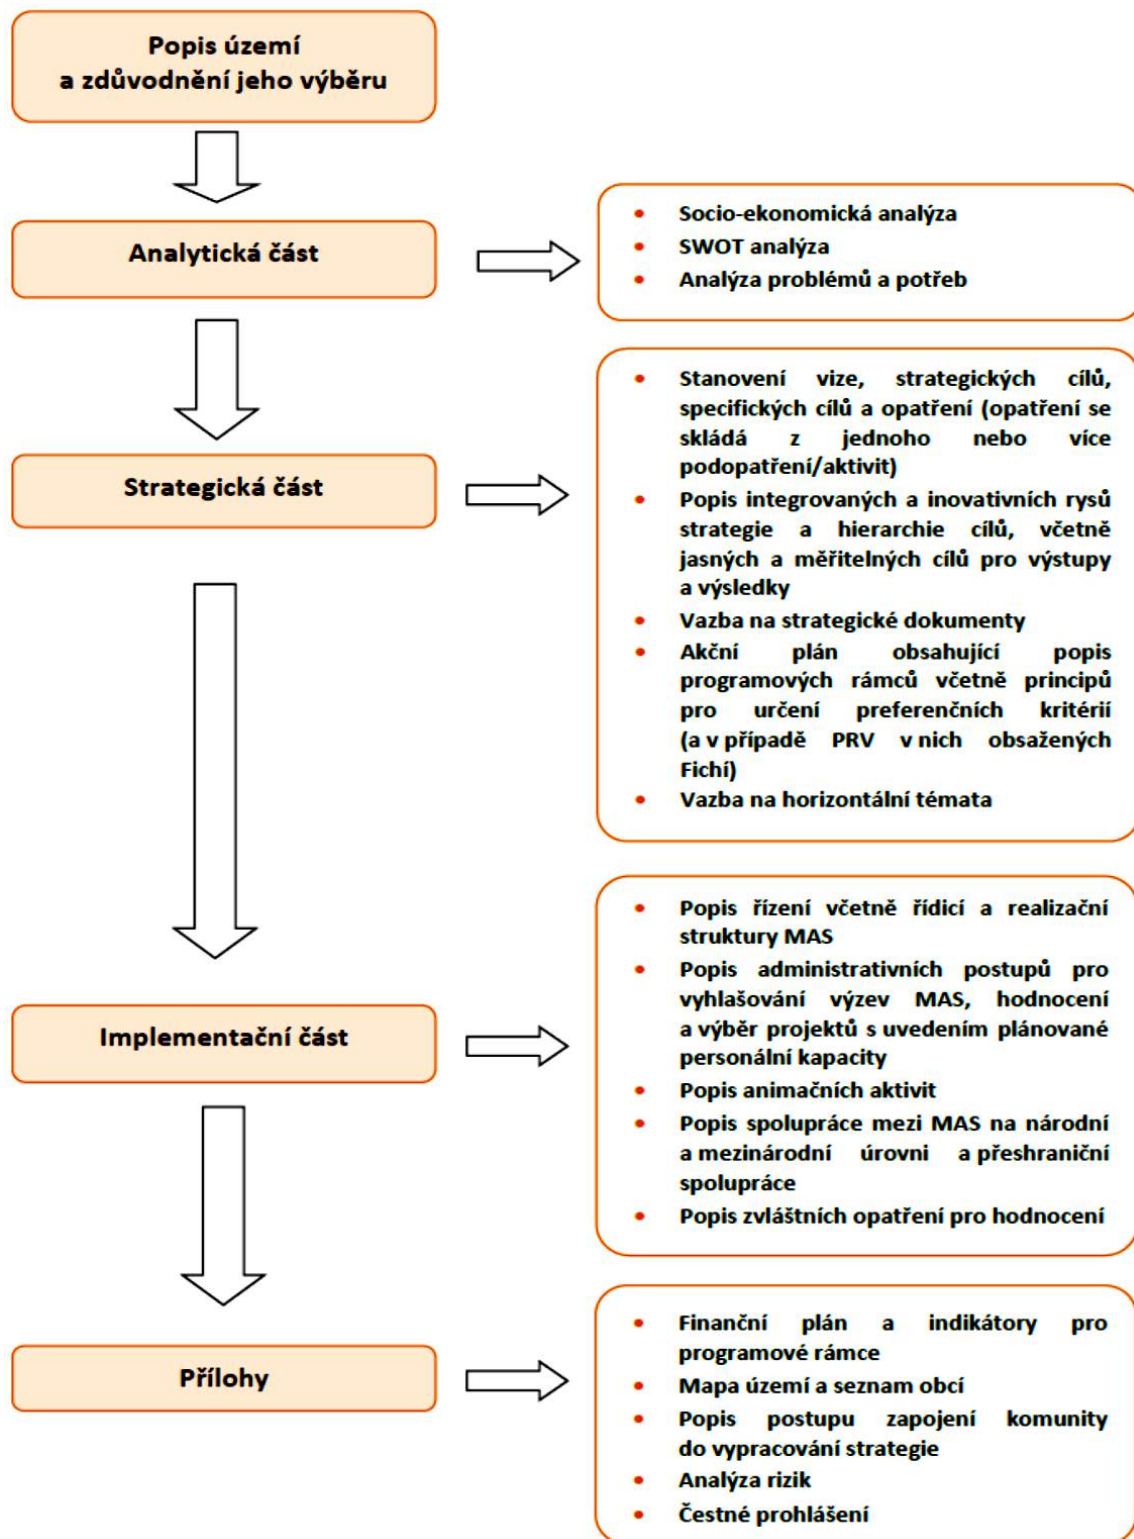 Popis území
a zdůvodnění jeho výběru
Analytická část
• Socio-ekonomická analýza
• SWOT analýza
• Analýza problémů a potřeb
Strategická část
• Stanovení vize, strategických cílů,
specifických cílů a opatření (opatření se
skládá z jednoho nebo více
podopatření/aktivit)
• Popis integrovaných a inovativních rysů
strategie a hierarchie cílů, včetně
jasných a měřitelných cílů pro výstupy
a výsledky
• Vazba na strategické dokumenty
• Akční plán obsahující popis
programových rámců včetně principů
pro určení preferenčních kritérií
(a v případě PRV v nich obsažených
Fichí)
• Vazba na horizontální témata
Implementační část
• Popis řízení včetně řídicí a realizační
struktury MAS
• Popis administrativních postupů pro
vyhlašování výzev MAS, hodnocení
a výběr projektů s uvedením plánované
personální kapacity
• Popis animačních aktivit
• Popis spolupráce mezi MAS na národní
a mezinárodní úrovni a přeshraniční
spolupráce
• Popis zvláštních opatření pro hodnocení
Přílohy
• Finanční plán a indikátory pro
programové rámce
• Mapa území a seznam obcí
• Popis postupu zapojení komunity
do vypracování strategie
• Analýza rizik
• Čestné prohlášení